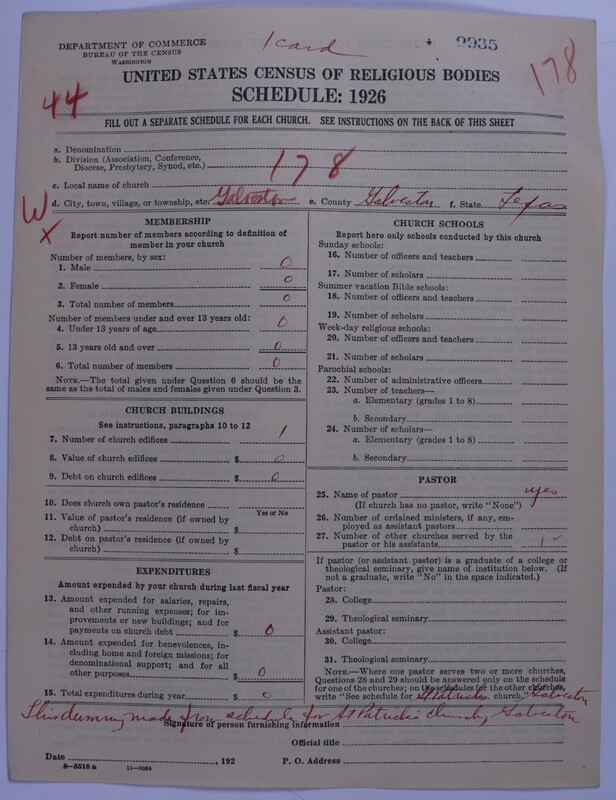 DEPARTMENT OF COMMERCE
BUREAU OF THE CENSUS
WASHINGTON
1 card
9935
178
UNITED STATES CENSUS OF RELIGIOUS BODIES
SCHEDULE: 1926
44
FILL OUT A SEPARATE SCHEDULE FOR EACH CHURCH. SEE INSTRUCTIONS ON THE BACK OF THIS SHEET
a. Denomination
b. Division (Association, Conference,
Diocese, Presbytery, Synod, etc.)
178
c. Local name of church
d. City, town, village, or township, etc. Galveston e. County Galveston f. State Texas
W
x
MEMBERSHIP
Report number of members according to definition of
member in your church
Number of members, by sex:
1. Male 0
2. Female 0
3. Total number of members 0
Number of members under and over 13 years old:
4. Under 13 years of age 0
5. 13 years old and over 0
6. Total number of members 0
NOTE.—The total given under Question 6 should be
the same as the total of males and females given under Question 3.
CHURCH BUILDINGS
See instructions, paragraphs 10 to 12
7. Number of church edifices 1
8. Value of church edifices $ 0
9. Debt on church edifices $ 0
10. Does church own pastor's residence
Yes or No
11. Value of pastor's residence (if owned by
church) $
12. Debt on pastor's residence (if owned by
church) $
EXPENDITURES
Amount expended by your church during last fiscal year
13. Amount expended for salaries, repairs,
and other running expenses; for im-
provements or new buildings; and for
payments on church debt $ 0
14. Amount expended for benevolences, in-
cluding home and foreign missions; for
denominational support; and for all
other purposes $ 0
15. Total expenditures during year $ 0
CHURCH SCHOOLS
Report here only schools conducted by this church
Sunday schools:
16. Number of officers and teachers
17. Number of scholars
Summer vacation Bible schools:
18. Number of officers and teachers
19. Number of scholars
Week-day religious schools:
20. Number of officers and teachers
21. Number of scholars
Parochial schools:
22. Number of administrative officers
23. Number of teachers—
a. Elementary (grades 1 to 8)
b. Secondary
24. Number of scholars—
a. Elementary (grades 1 to 8)
b. Secondary
PASTOR
25. Name of pastor yes
(If church has no pastor, write "None")
26. Number of ordained ministers, if any, em-
ployed as assistant pastors
27. Number of other churches served by the
pastor or his assistants 1
If pastor (or assistant pastor) is a graduate of a college or
theological seminary, give name of institution below. (If
not a graduate, write "No" in the space indicated.)
Pastor:
28. College
29. Theological seminary
Assistant pastor:
30. College
31. Theological seminary
NOTE.—Where one pastor serves two or more churches,
Questions 28 and 29 should be answered only on the schedule
for one of the churches; on the schedules for the other churches,
write "See schedule for St Patricks church." Galveston
This dummy made from schedule for St Patricks Church, Galveston
Signature of person furnishing information
Official title
Date , 192 P. O. Address
8-5318 a 11-9064